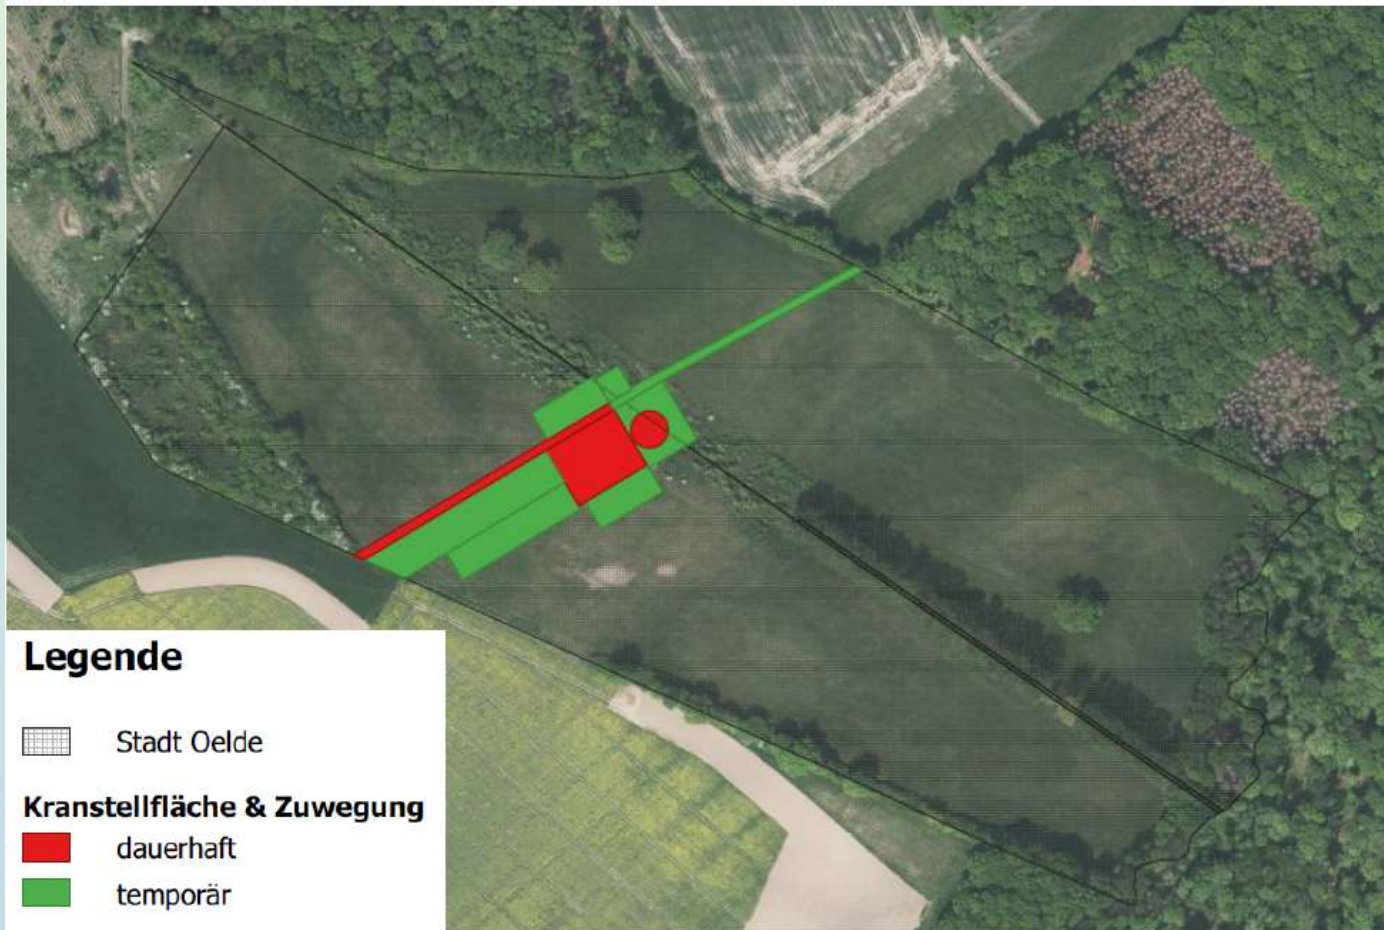 Legende
Stadt Oelde
Kranstellfläche & Zuwegung
dauerhaft
temporär